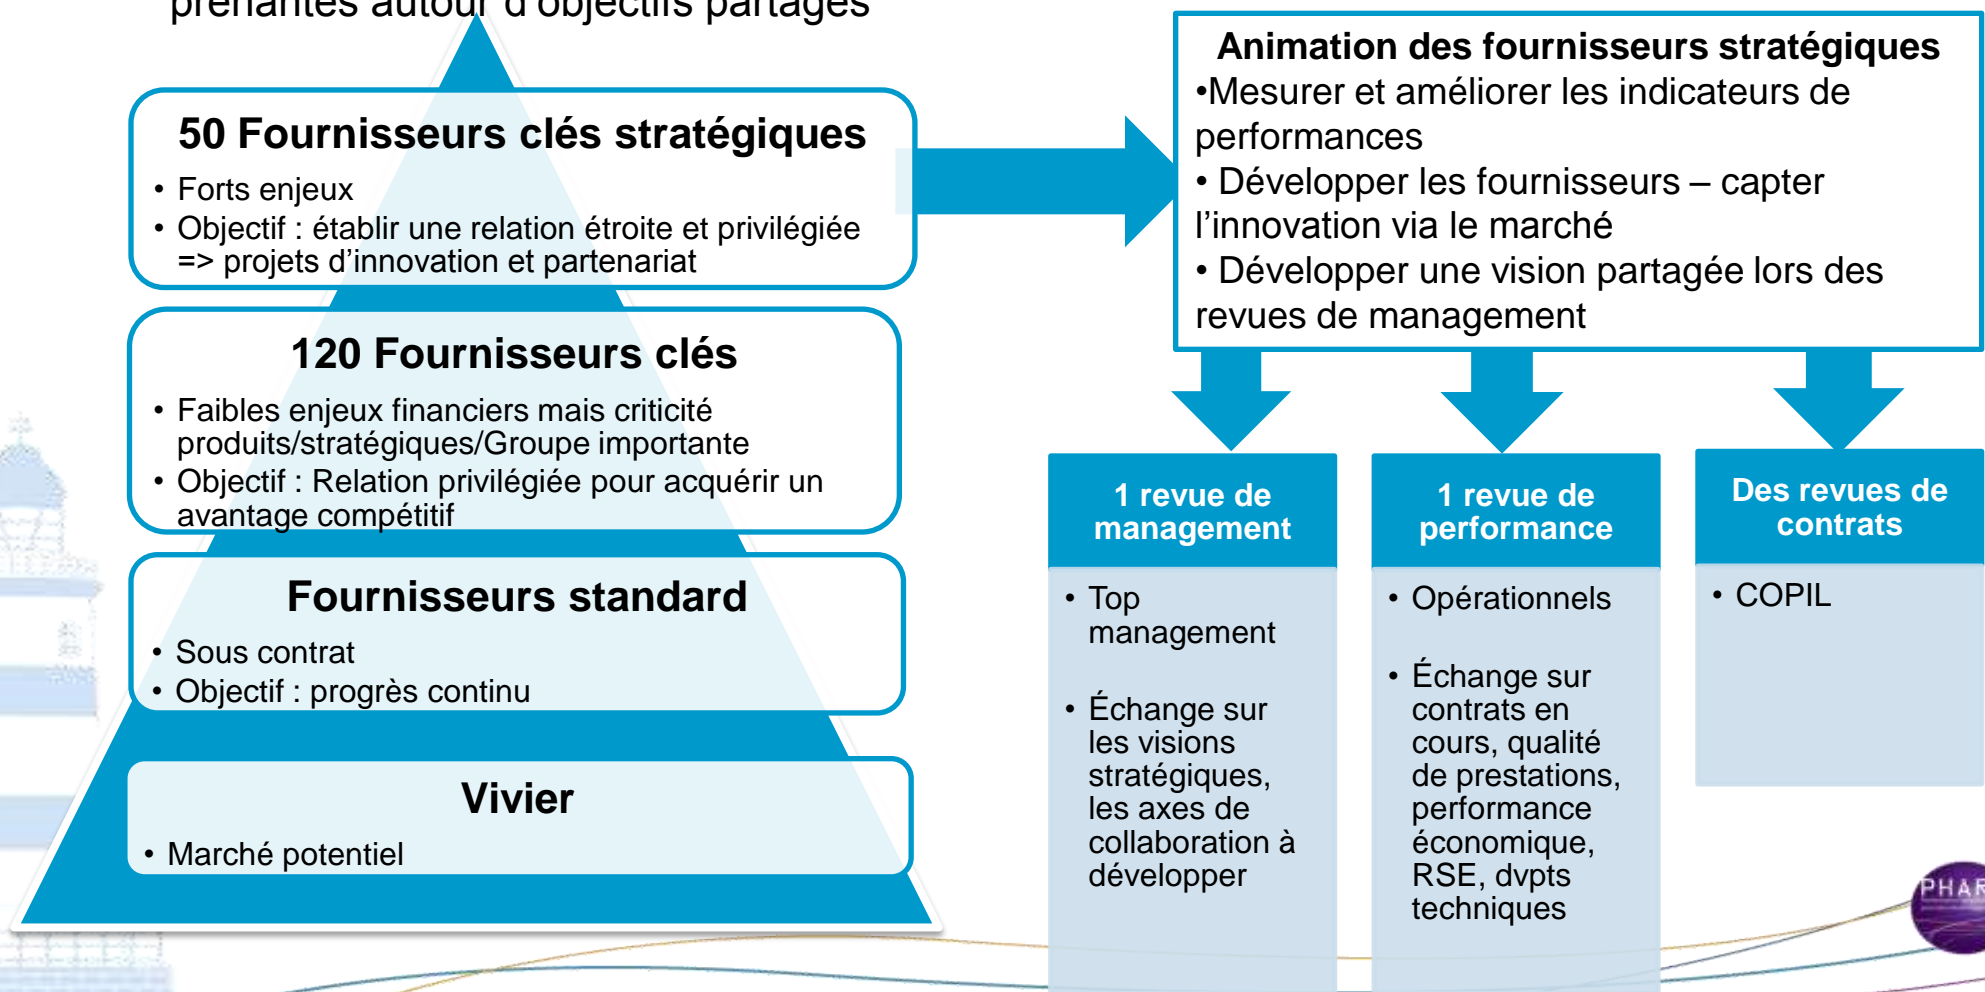 prenantes autour d'objectifs partagés
50 Fournisseurs clés stratégiques
• Forts enjeux
• Objectif : établir une relation étroite et privilégiée
=> projets d’innovation et partenariat
120 Fournisseurs clés
• Faibles enjeux financiers mais criticité
produits/stratégiques/Groupe importante
• Objectif : Relation privilégiée pour acquérir un
avantage compétitif
Fournisseurs standard
• Sous contrat
• Objectif : progrès continu
Vivier
• Marché potentiel
Animation des fournisseurs stratégiques
•Mesurer et améliorer les indicateurs de
performances
• Développer les fournisseurs – capter
l’innovation via le marché
• Développer une vision partagée lors des
revues de management
1 revue de
management
• Top
management
• Échange sur
les visions
stratégiques,
les axes de
collaboration à
développer
1 revue de
performance
• Opérationnels
• Échange sur
contrats en
cours, qualité
de prestations,
performance
économique,
RSE, dvpts
techniques
Des revues de
contrats
• COPIL